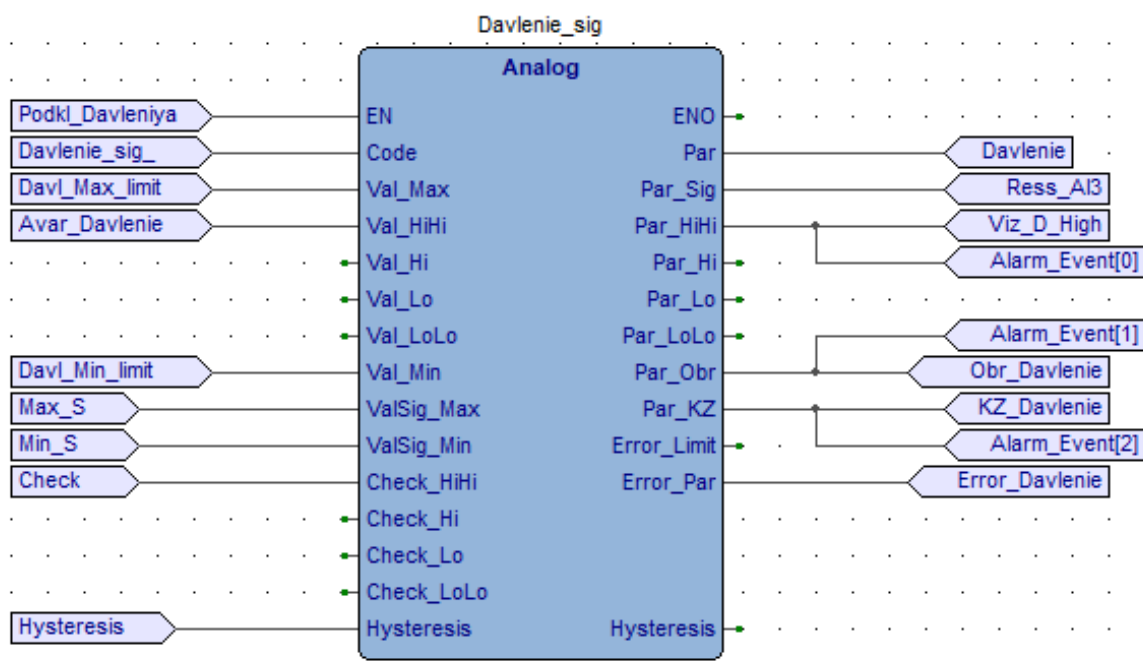 Davlenie_sig
Analog
Podkl_Davleniya EN ENO
Davlenie_sig_ Code Par Davlenie
Davl_Max_limit Val_Max Par_Sig Ress_AI3
Avar_Davlenie Val_HiHi Par_HiHi Viz_D_High
Val_Hi Par_Hi Alarm_Event[0]
Val_Lo Par_Lo
Val_LoLo Par_LoLo Alarm_Event[1]
Davl_Min_limit Val_Min Par_Obr Obr_Davlenie
Max_S ValSig_Max Par_KZ KZ_Davlenie
Min_S ValSig_Min Error_Limit Alarm_Event[2]
Check Check_HiHi Error_Par Error_Davlenie
Check_Hi
Check_Lo
Check_LoLo
Hysteresis Hysteresis Hysteresis